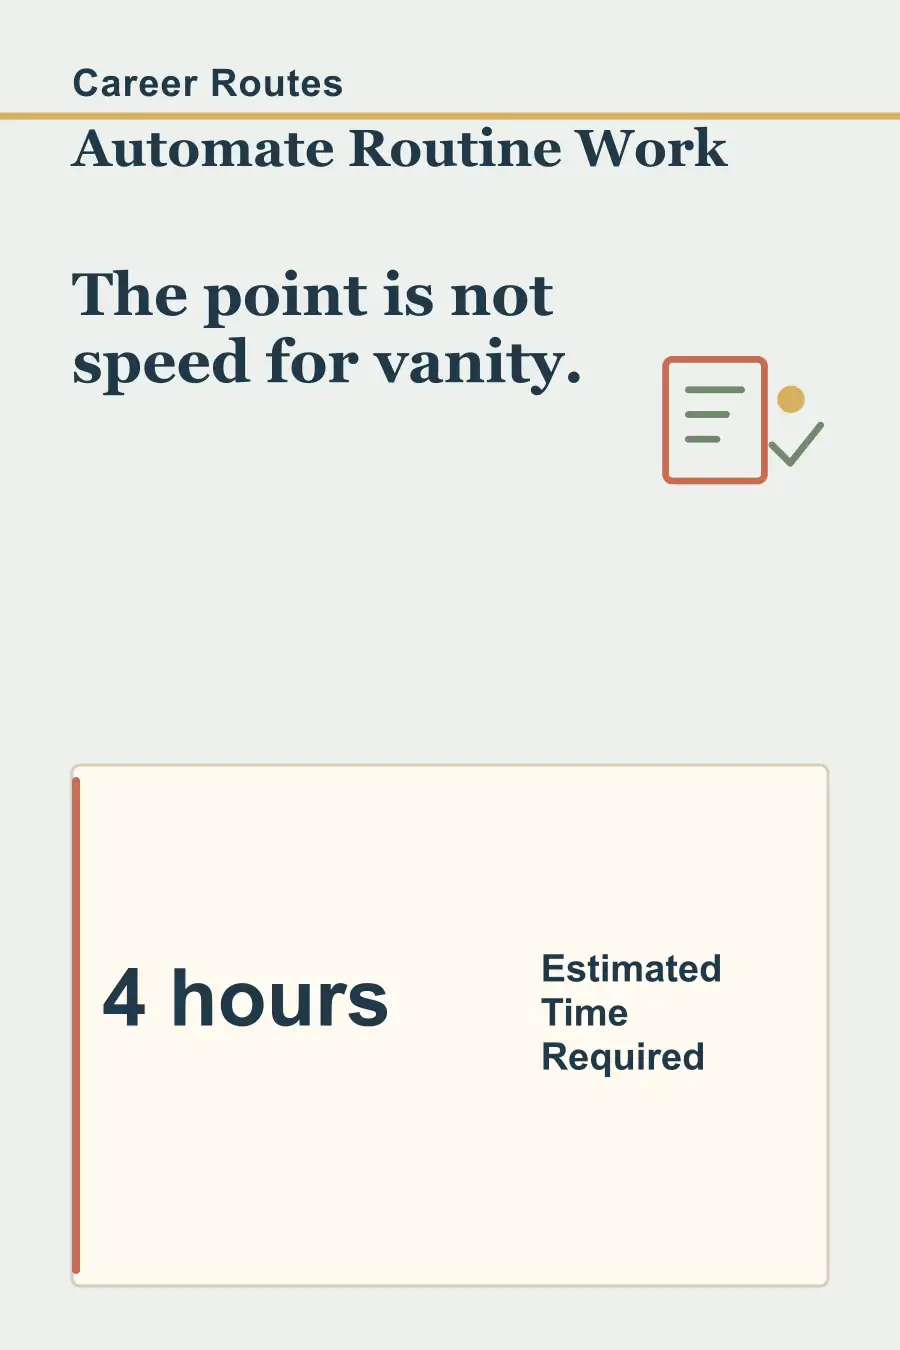 Career Routes
Automate Routine Work
The point is not
speed for vanity.
4 hours
Estimated
Time
Required